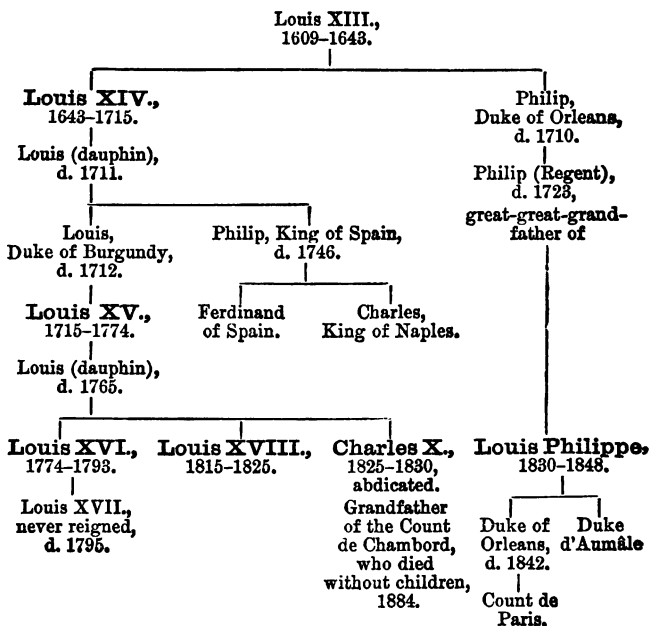 Louis XIII.,
1609–1643.
Louis XIV.,
1643–1715.
Louis (dauphin),
d. 1711.
Philip,
Duke of Orleans,
d. 1710.
Philip (Regent),
d. 1723,
great-great-grand-
father of
Louis,
Duke of Burgundy,
d. 1712.
Philip, King of Spain,
d. 1746.
Louis XV.,
1715–1774.
Ferdinand
of Spain.
Charles,
King of Naples.
Louis (dauphin),
d. 1765.
Louis XVI.,
1774–1793.
Louis XVII.,
never reigned,
d. 1795.
Louis XVIII.,
1815–1825.
Charles X.,
1825–1830,
abdicated.
Grandfather
of the Count
de Chambord,
who died
without children,
1884.
Louis Philippe,
1830–1848.
Duke of
Orleans,
d. 1842.
Count de
Paris.
Duke
d'Aumâle